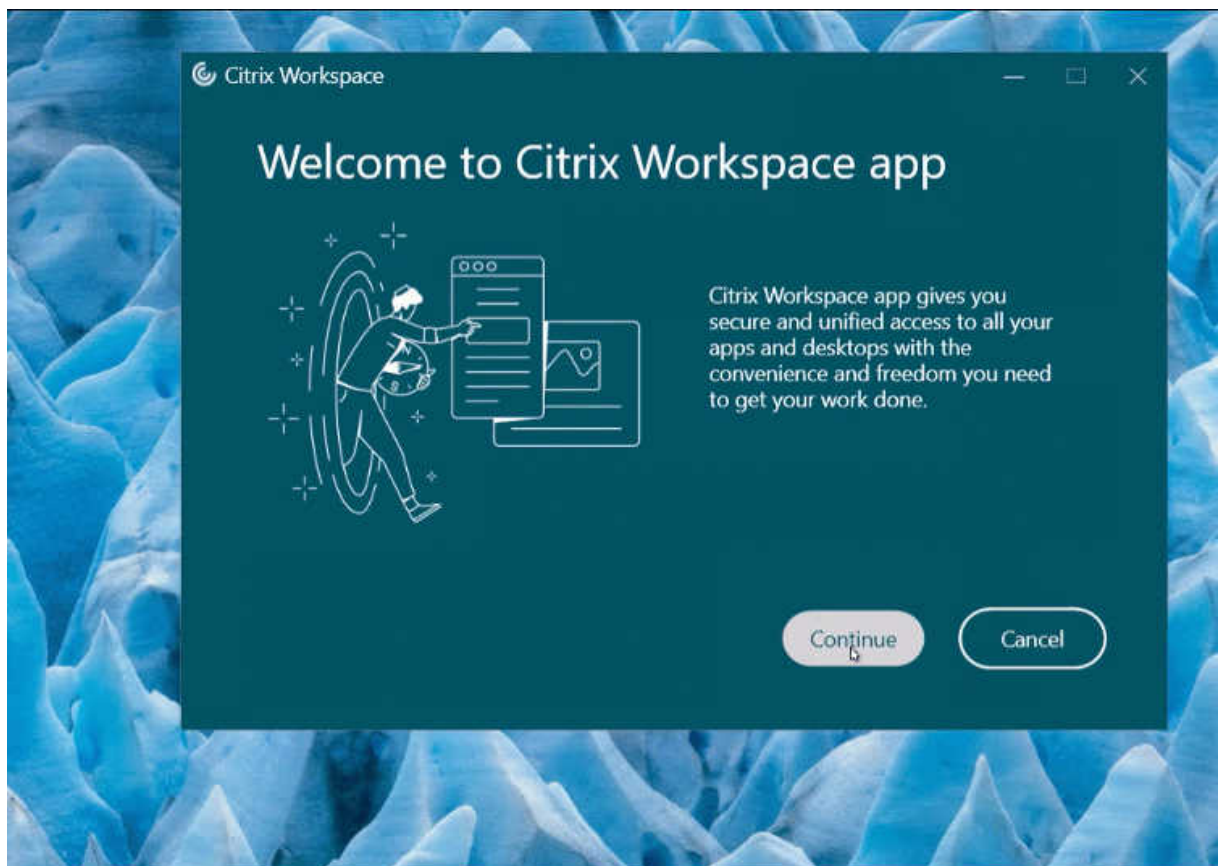 Citrix Workspace
Welcome to Citrix Workspace app
Citrix Workspace app gives you
secure and unified access to all your
apps and desktops with the
convenience and freedom you need
to get your work done.
N
S
Continue
Cancel